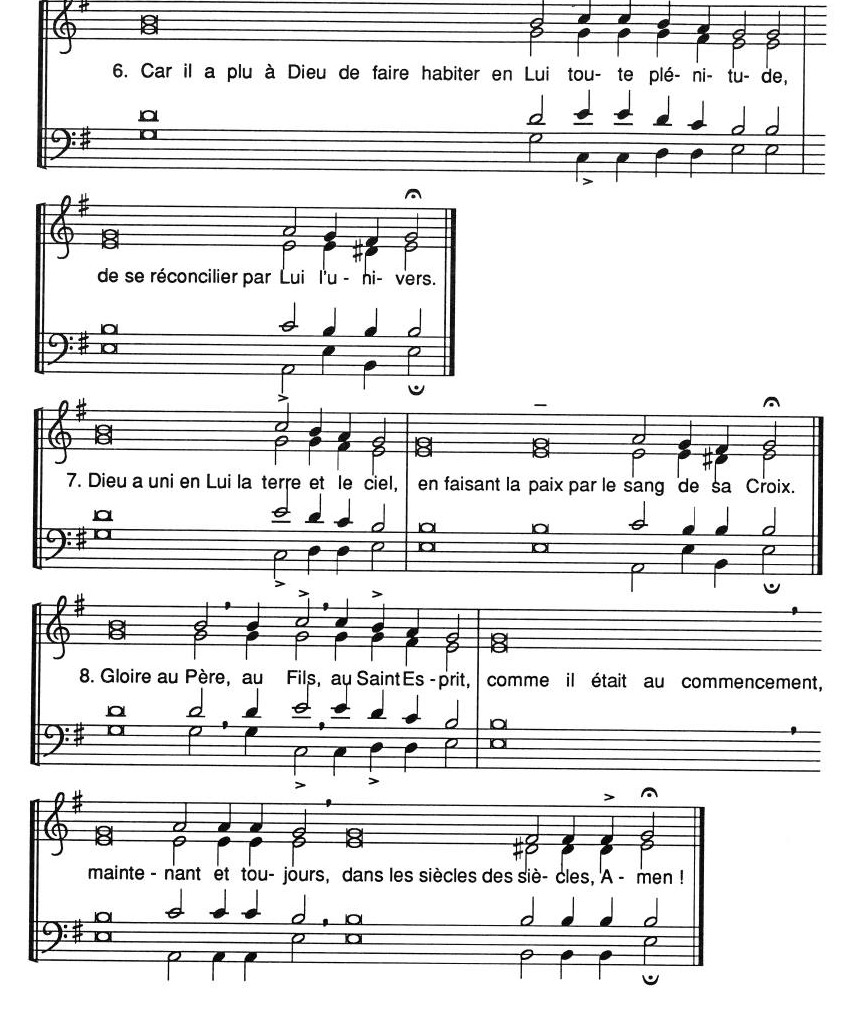 6. Car il a plu à Dieu de faire habiter en Lui tou- te plé- ni- tu- de,
de se réconcilier par Lui l'u - ni- vers.
7. Dieu a uni en Lui la terre et le ciel, en faisant la paix par le sang de sa Croix.
8. Gloire au Père, au Fils, au Saint Es - prit, comme il était au commencement,
mainte - nant et tou- jours, dans les siècles des siè- cles, A - men !